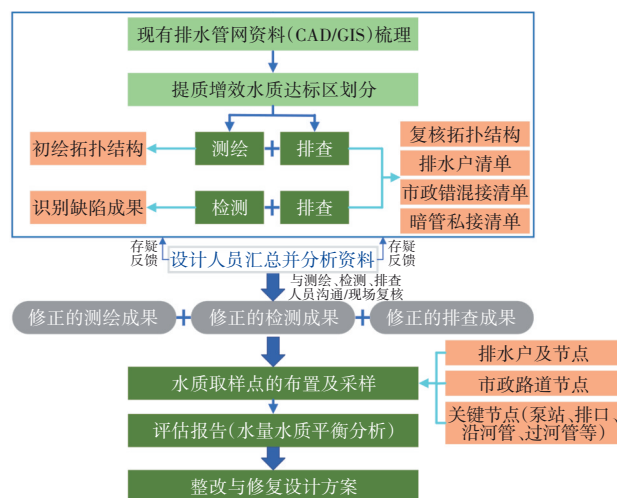 现有排水管网资料(CAD/GIS)梳理
提质增效水质达标区划分
初绘拓扑结构
测绘
+
排查
复核拓扑结构
排水户清单
市政错混接清单
暗管私接清单
识别缺陷成果
检测
+
排查
存疑
反馈
设计人员汇总并分析资料
存疑
反馈
与测绘、检测、排查
人员沟通/现场复核
修正的测绘成果
+
修正的检测成果
+
修正的排查成果
水质取样点的布置及采样
排水户及节点
市政路道节点
关键节点(泵站、排口、
沿河管、过河管等)
评估报告(水量水质平衡分析)
整改与修复设计方案